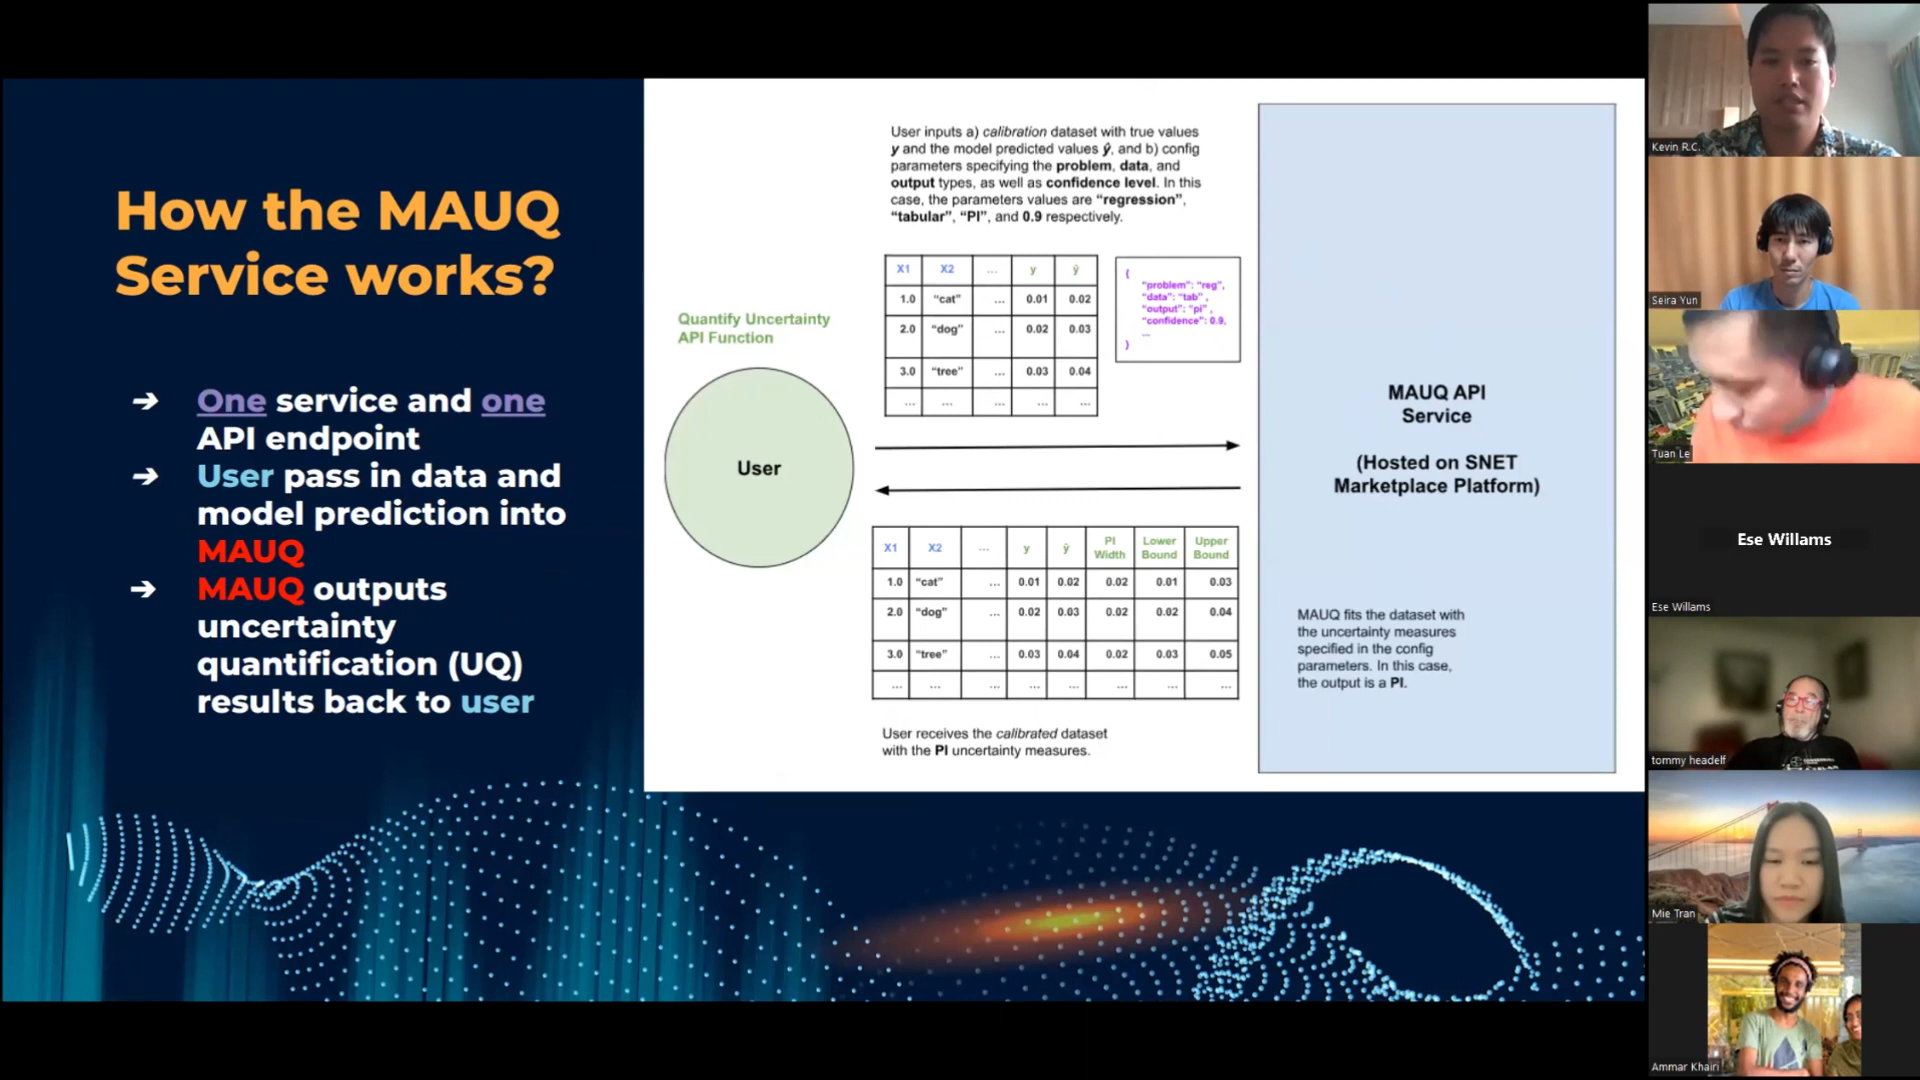 How the MAUQ
Service works?
➔ One service and one
API endpoint
➔ User pass in data and
model prediction into
MAUQ
➔ MAUQ outputs
uncertainty
quantification (UQ)
results back to user
User inputs a) calibration dataset with true values
y and the model predicted values ŷ, and b) config
parameters specifying the problem, data, and
output types, as well as confidence level. In this
case, the parameters values are “regression”,
“tabular”, “PI”, and 0.9 respectively.
X1 X2 ... y ŷ
1.0 “cat” ... 0.01 0.02
2.0 “dog” ... 0.02 0.03
3.0 “tree” ... 0.03 0.04
... ... ... ... ...
{
"problem": "reg",
"data": "tab" ,
"output": "pi" ,
"confidence": 0.9,
...
}
Quantify Uncertainty
API Function
User
X1 X2 ... y ŷ PI Width Lower Bound Upper Bound
1.0 “cat” ... 0.01 0.02 0.02 0.01 0.03
2.0 “dog” ... 0.02 0.03 0.02 0.02 0.04
3.0 “tree” ... 0.03 0.04 0.02 0.03 0.05
... ... ... ... ... ... ... ...
User receives the calibrated dataset
with the PI uncertainty measures.
MAUQ API
Service
(Hosted on SNET
Marketplace Platform)
MAUQ fits the dataset with
the uncertainty measures
specified in the config
parameters. In this case,
the output is a PI.
Kevin R.C.
Seira Yun
Tuan Le
Ese Willams
Ese Willams
tommy headelf
Mie Tran
Ammar Khairi